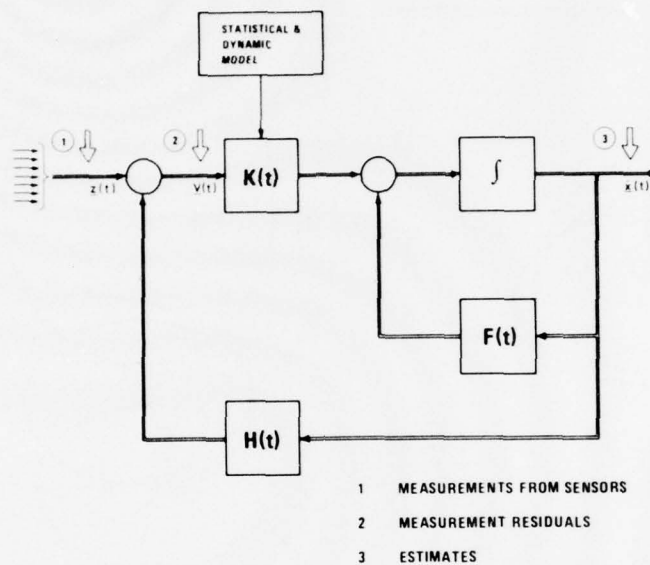 STATISTICAL &
DYNAMIC
MODEL
1
2
3
z(t)
v(t)
K(t)
∫
x(t)
F(t)
H(t)
1 MEASUREMENTS FROM SENSORS
2 MEASUREMENT RESIDUALS
3 ESTIMATES